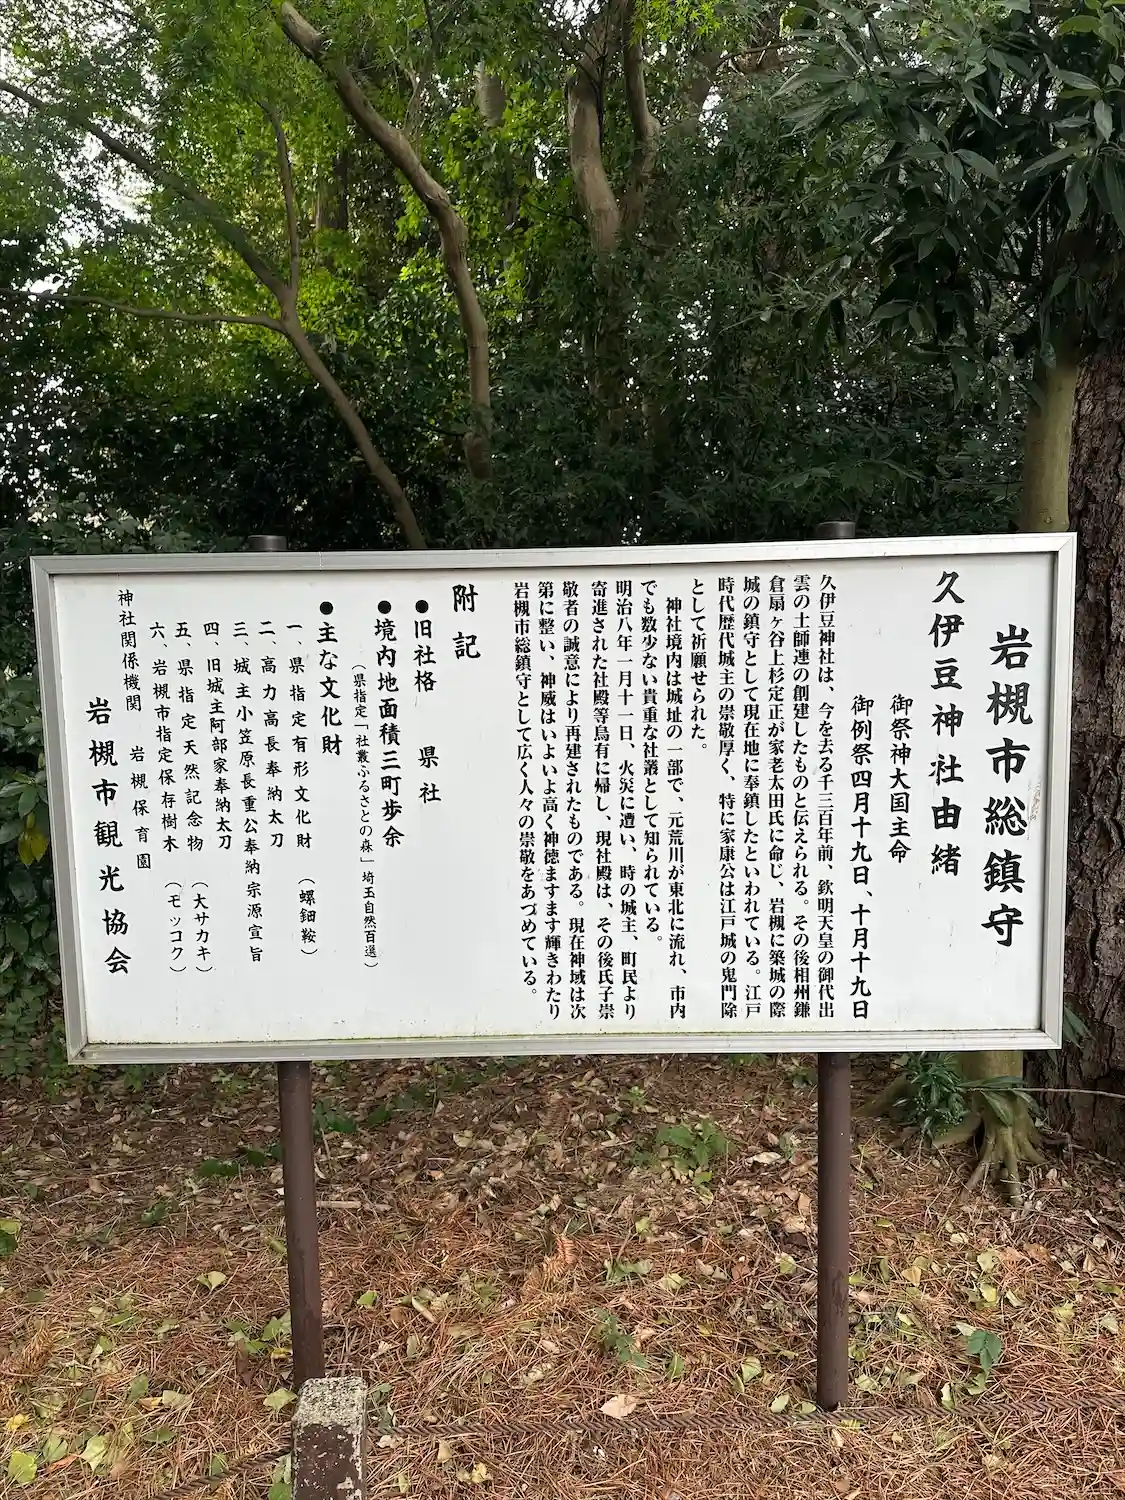 岩槻市総鎮守
久伊豆神社由緒
御祭神大国主命
御例祭四月十九日、十月十九日
久伊豆神社は、今を去る千三百年前、欽明天皇の御代出
雲の土師連の創建したものと伝えられる。その後相州鎌
倉扇ヶ谷上杉定正が家老太田氏に命じ、岩槻に築城の際
城の鎮守として現在地に奉鎮したといわれている。江戸
時代歴代城主の崇敬厚く、特に家康公は江戸城の鬼門除
として祈願せられた。
神社境内は城址の一部で、元荒川が東北に流れ、市内
でも数少ない貴重な社叢として知られている。
明治八年一月十一日、火災に遭い、時の城主、町民より
寄進された社殿等烏有に帰し、現社殿は、その後氏子崇
敬者の誠意により再建されたものである。現在神域は次
第に整い、神威はいよいよ高く神徳ますます輝きわたり
岩槻市総鎮守として広く人々の崇敬をあづめている。
附記
●旧社格 県社
●境内地面積三町歩余
（県指定「社叢ふるさとの森」埼玉自然百選）
●主な文化財
一、県指定有形文化財（螺鈿鞍）
二、高力高長奉納太刀
三、城主小笠原長重公奉納宗源宣旨
四、旧城主阿部家奉納太刀
五、県指定天然記念物（大サカキ）
六、岩槻市指定保存樹木（モッコク）
神社関係機関 岩槻保育園
岩槻市観光協会